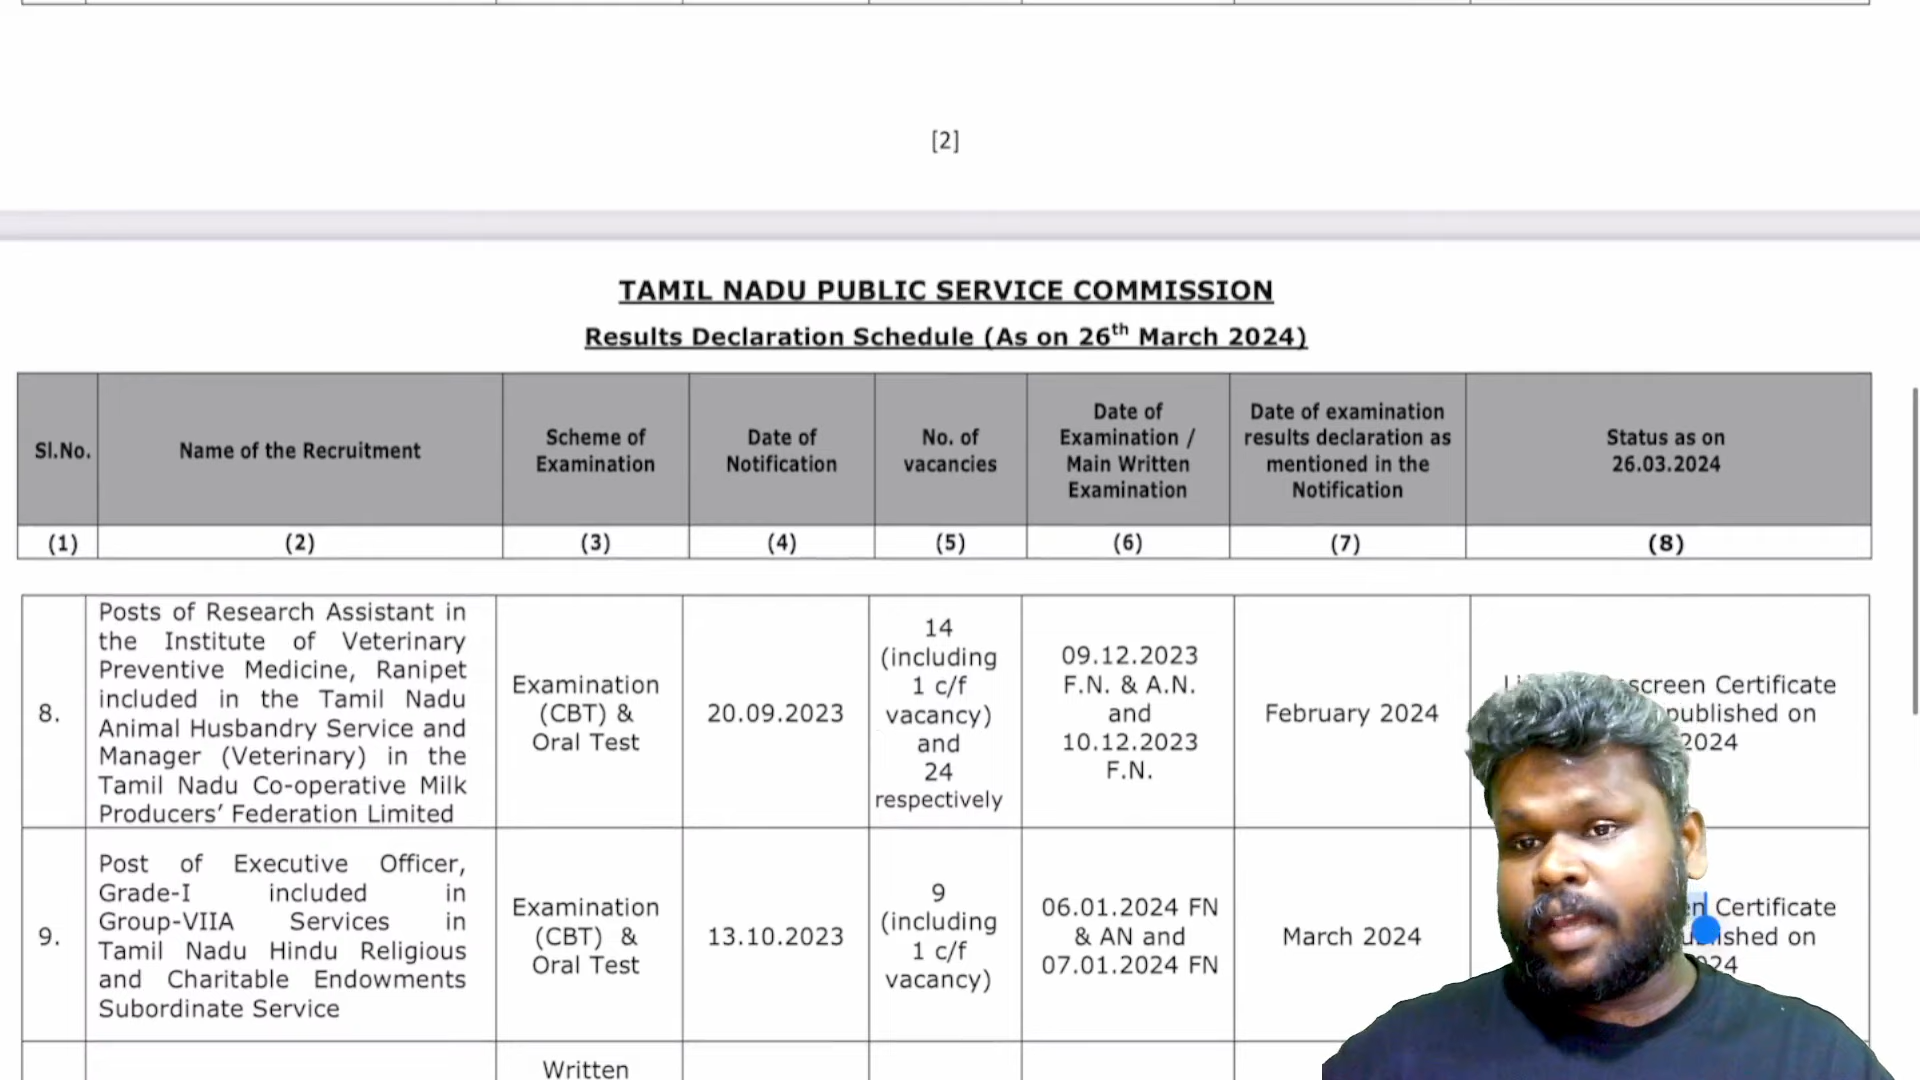 [2]
TAMIL NADU PUBLIC SERVICE COMMISSION
Results Declaration Schedule (As on 26th March 2024)
Sl.No.
Name of the Recruitment
Scheme of
Examination
Date of
Notification
No. of
vacancies
Date of
Examination /
Main Written
Examination
Date of examination
results declaration as
mentioned in the
Notification
Status as on
26.03.2024
(1)
(2)
(3)
(4)
(5)
(6)
(7)
(8)
8.
Posts of Research Assistant in
the Institute of Veterinary
Preventive Medicine, Ranipet
included in the Tamil Nadu
Animal Husbandry Service and
Manager (Veterinary) in the
Tamil Nadu Co-operative Milk
Producers’ Federation Limited
Examination
(CBT) &
Oral Test
20.09.2023
14
(including
1 c/f
vacancy)
and
24
respectively
09.12.2023
F.N. & A.N.
and
10.12.2023
F.N.
February 2024
Certificate
published on
2024
9.
Post of Executive Officer,
Grade-I included in
Group-VIIA Services in
Tamil Nadu Hindu Religious
and Charitable Endowments
Subordinate Service
Examination
(CBT) &
Oral Test
13.10.2023
9
(including
1 c/f
vacancy)
06.01.2024 FN
& AN and
07.01.2024 FN
March 2024
Certificate
on
Written